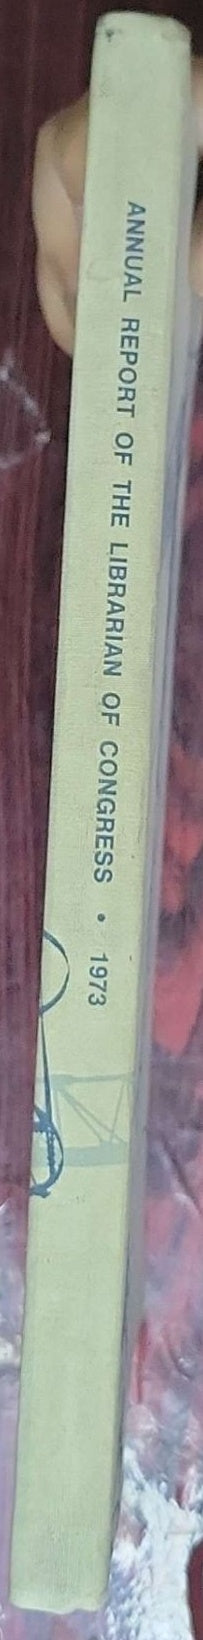 ANNUAL REPORT OF THE LIBRARIAN OF CONGRESS • 1973